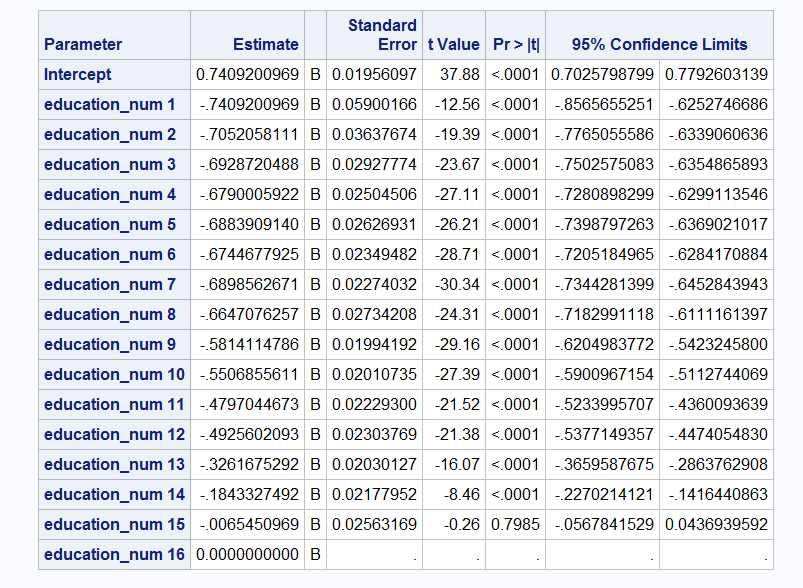 Parameter Estimate Standard Error t Value Pr > |t| 95% Confidence Limits
Intercept 0.7409200969 B 0.01956097 37.88 <.0001 0.7025798799 0.7792603139
education_num 1 -.7409200969 B 0.05900166 -12.56 <.0001 -.8565655251 -.6252746686
education_num 2 -.7052058111 B 0.03637674 -19.39 <.0001 -.7765055586 -.6339060636
education_num 3 -.6928720488 B 0.02927774 -23.67 <.0001 -.7502575083 -.6354865893
education_num 4 -.6790005922 B 0.02504506 -27.11 <.0001 -.7280898299 -.6299113546
education_num 5 -.6883909140 B 0.02626931 -26.21 <.0001 -.7398797263 -.6369021017
education_num 6 -.6744677925 B 0.02349482 -28.71 <.0001 -.7205184965 -.6284170884
education_num 7 -.6898562671 B 0.02274032 -30.34 <.0001 -.7344281399 -.6452843943
education_num 8 -.6647076257 B 0.02734208 -24.31 <.0001 -.7182991118 -.6111161397
education_num 9 -.5814114786 B 0.01994192 -29.16 <.0001 -.6204983772 -.5423245800
education_num 10 -.5506855611 B 0.02010735 -27.39 <.0001 -.5900967154 -.5112744069
education_num 11 -.4797044673 B 0.02229300 -21.52 <.0001 -.5233995707 -.4360093639
education_num 12 -.4925602093 B 0.02303769 -21.38 <.0001 -.5377149357 -.4474054830
education_num 13 -.3261675292 B 0.02030127 -16.07 <.0001 -.3659587675 -.2863762908
education_num 14 -.1843327492 B 0.02177952 -8.46 <.0001 -.2270214121 -.1416440863
education_num 15 -.0065450969 B 0.02563169 -0.26 0.7985 -.0567841529 0.0436939592
education_num 16 0.0000000000 B . . . . .